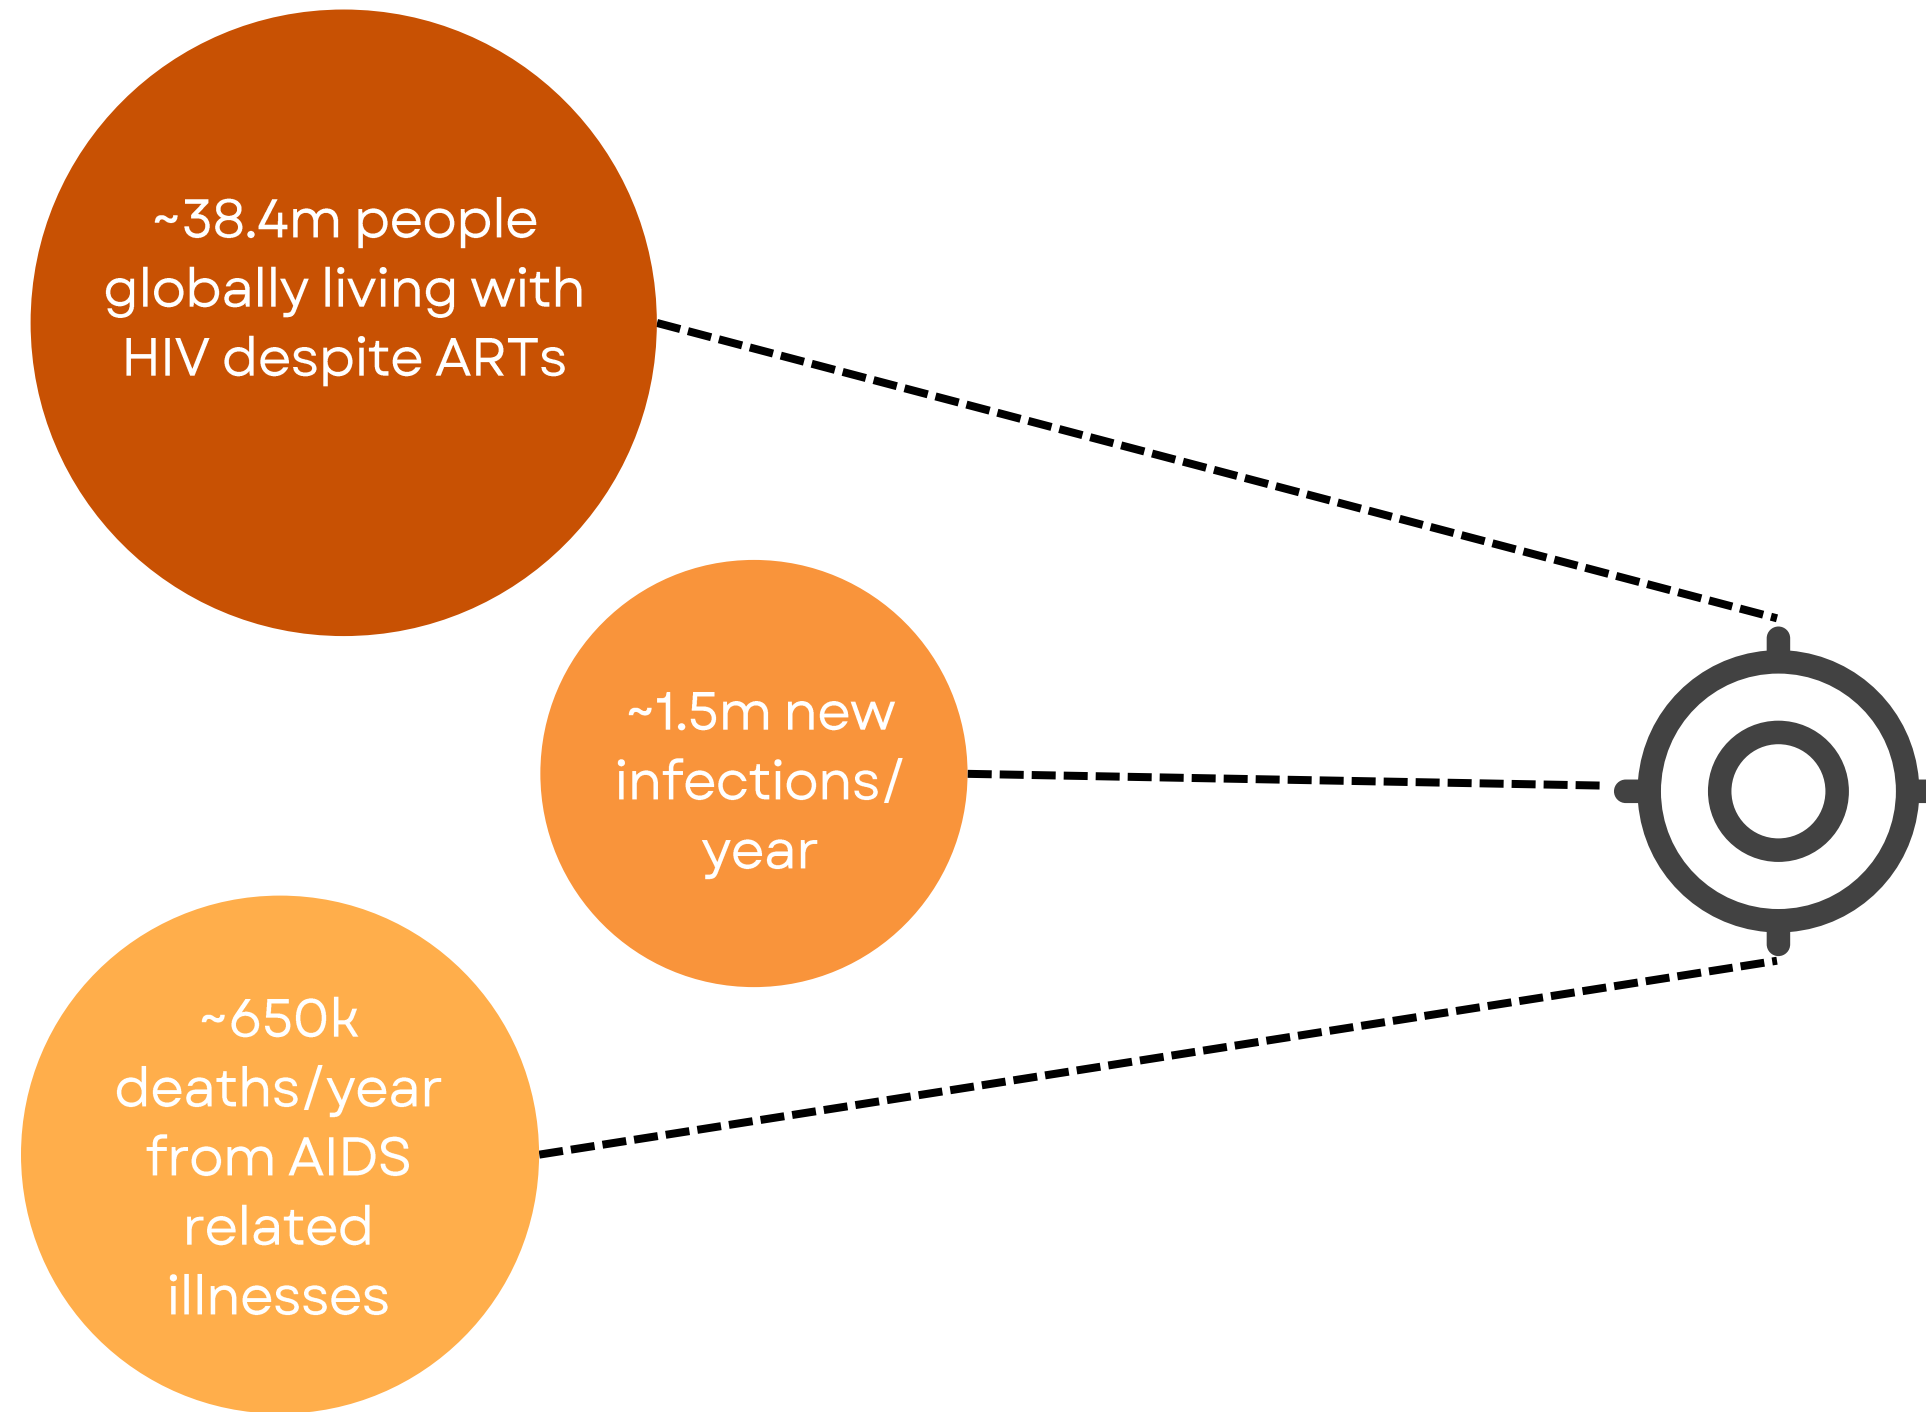 ~38.4m people
globally living with
HIV despite ARTs
~1.5m new
infections/
year
~650k
deaths/year
from AIDS
related
illnesses